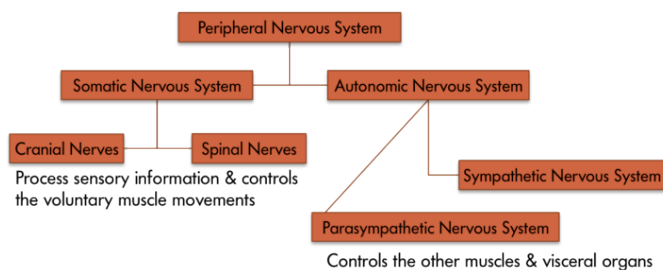 Peripheral Nervous System
Somatic Nervous System
Autonomic Nervous System
Cranial Nerves
Spinal Nerves
Process sensory information & controls
the voluntary muscle movements
Sympathetic Nervous System
Parasympathetic Nervous System
Controls the other muscles & visceral organs